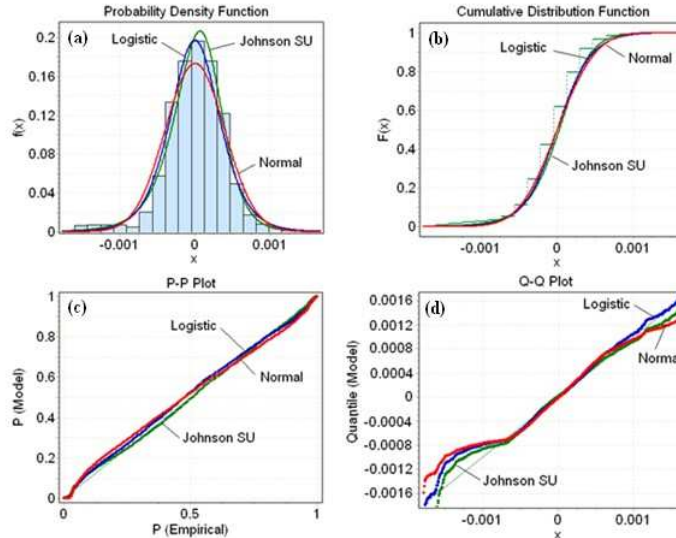 Probability Density Function
(a)
Logistic
Johnson SU
Normal
f(x)
0.2
0.16
0.12
0.08
0.04
0
-0.001
0
0.001
x
Cumulative Distribution Function
(b)
Logistic
Normal
Johnson SU
F(x)
1
0.8
0.6
0.4
0.2
0
-0.001
0
0.001
x
P-P Plot
(c)
Logistic
Normal
Johnson SU
P (Model)
1
0.8
0.6
0.4
0.2
0
0
1
P (Empirical)
Q-Q Plot
(d)
Logistic
Normal
Johnson SU
Quantile (Model)
0.0016
0.0012
0.0008
0.0004
0
-0.0004
-0.0008
-0.0012
-0.0016
-0.001
0
0.001
x